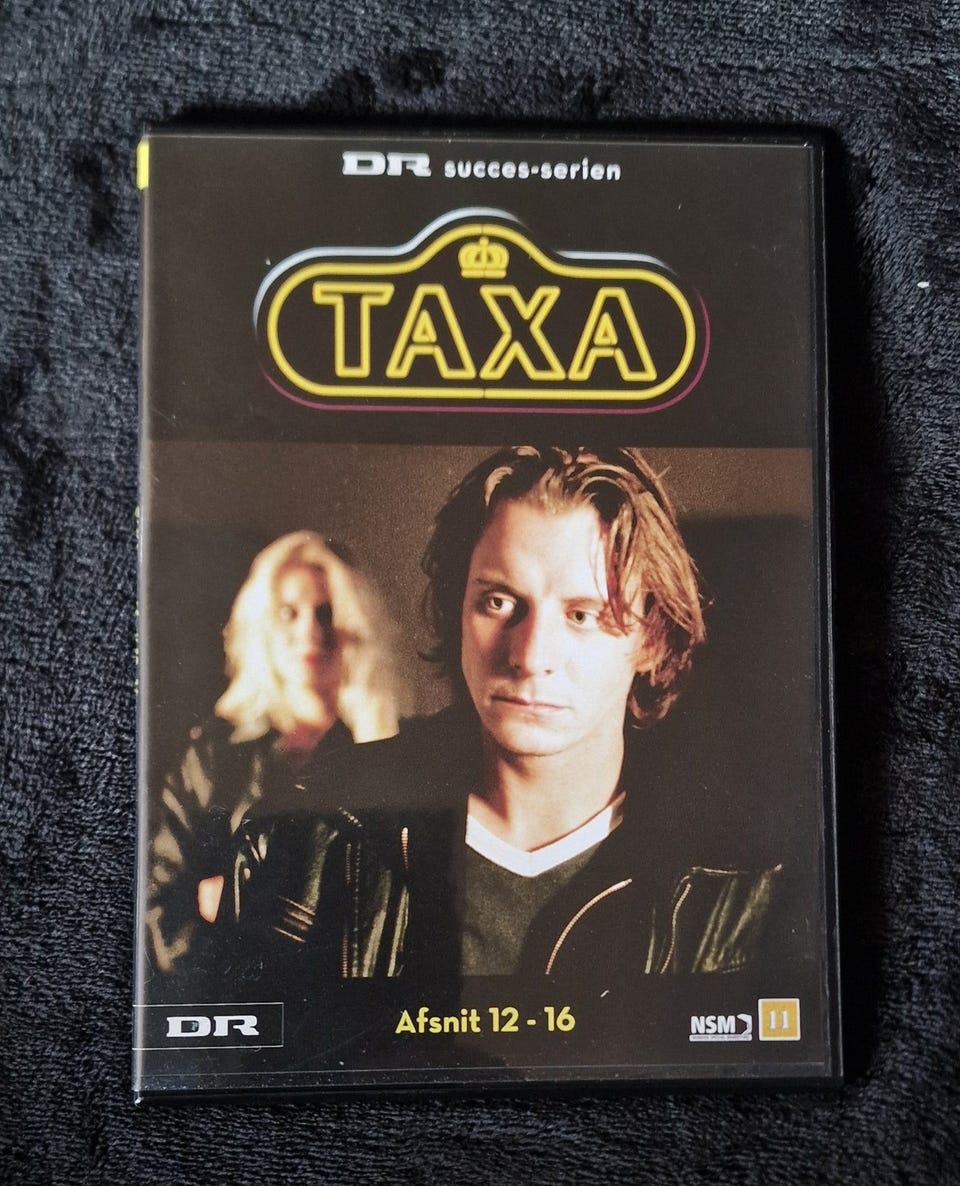 DR succes-serien
TAXA
DR
Afsnit 12 - 16
NSM
11